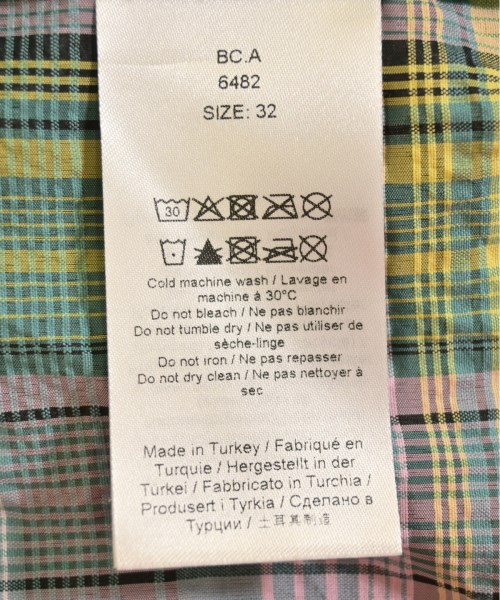 BC.A
6482
SIZE: 32
30
Cold machine wash / Lavage en
machine à 30°C
Do not bleach / Ne pas blanchir
Do not tumble dry / Ne pas utiliser de
sèche-linge
Do not iron / Ne pas repasser
Do not dry clean / Ne pas nettoyer à
sec
Made in Turkey / Fabriqué en
Turquie / Hergestellt in der
Türkei / Fabbricato in Turchia /
Produsert i Tyrkia / Сделано в
Турции / 土耳其制造